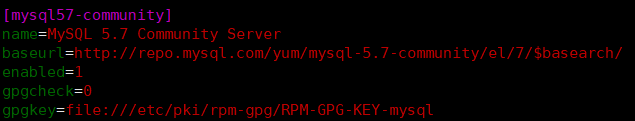 [mysql57-community]
name=MySQL 5.7 Community Server
baseurl=http://repo.mysql.com/yum/mysql-5.7-community/el/7/$basearch/
enabled=1
gpgcheck=0
gpgkey=file:///etc/pki/rpm-gpg/RPM-GPG-KEY-mysql